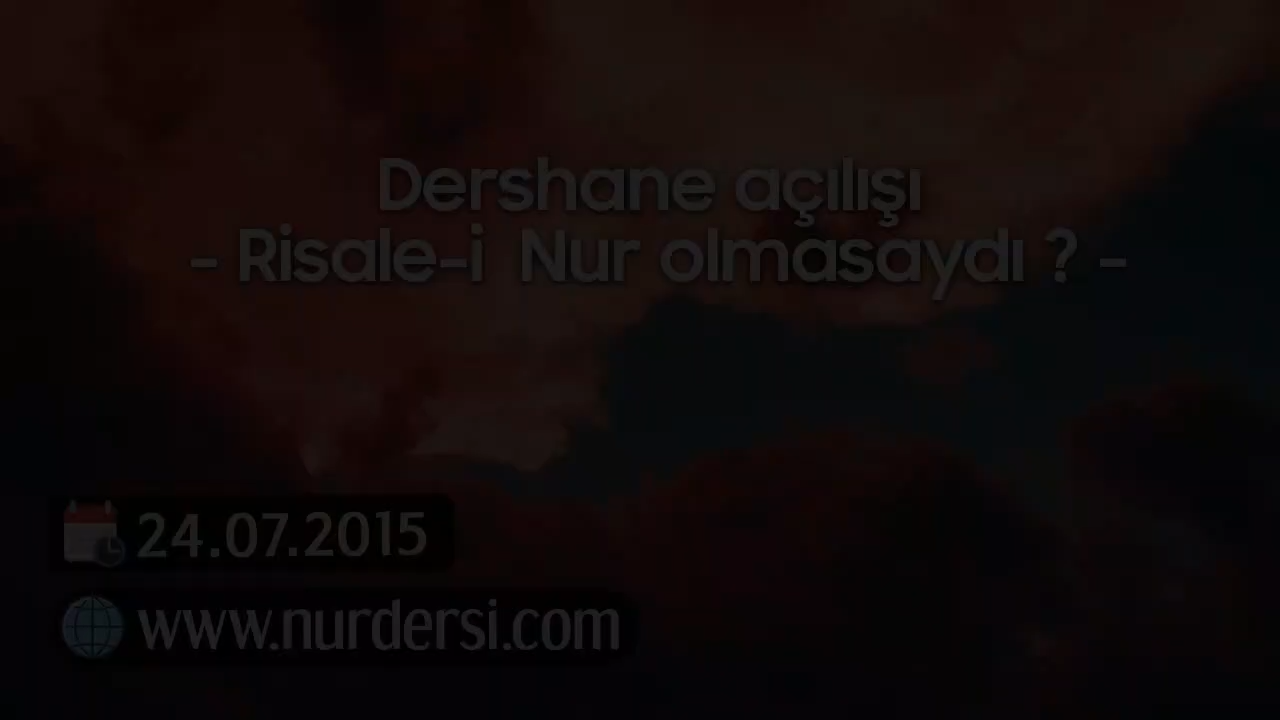 Dershane açılışı
- Risale-i Nur olmasaydı ? -
24.07.2015
www.nurdersi.com